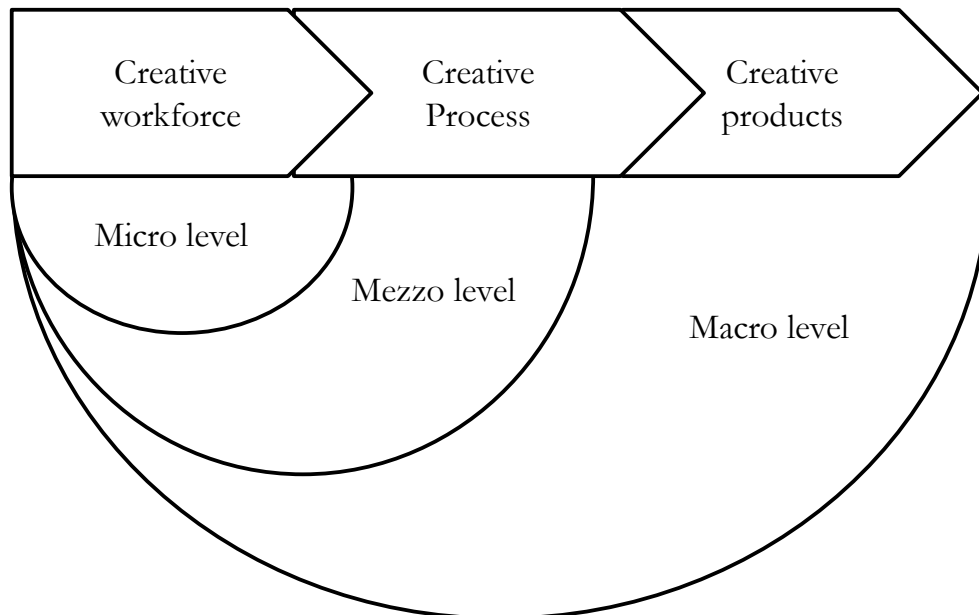 Creative
workforce
Creative
Process
Creative
products
Micro level
Mezzo level
Macro level